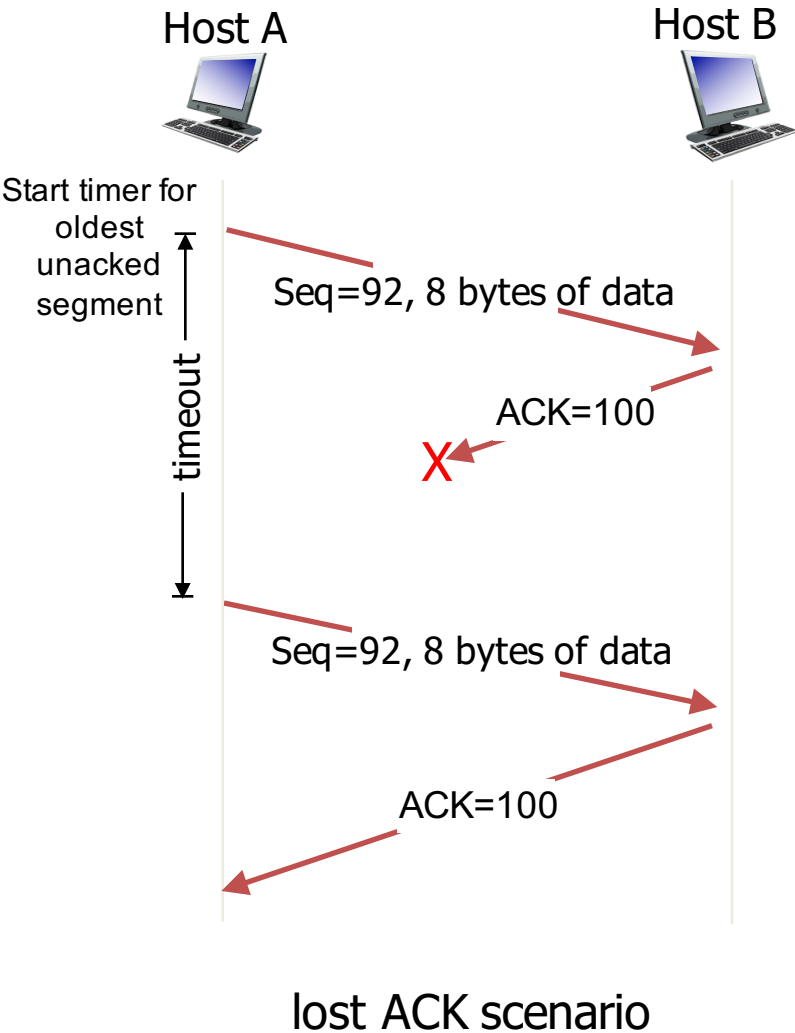 Host A
Host B
Start timer for
oldest
unacked
segment
Seq=92, 8 bytes of data
timeout
ACK=100
X
Seq=92, 8 bytes of data
ACK=100
lost ACK scenario